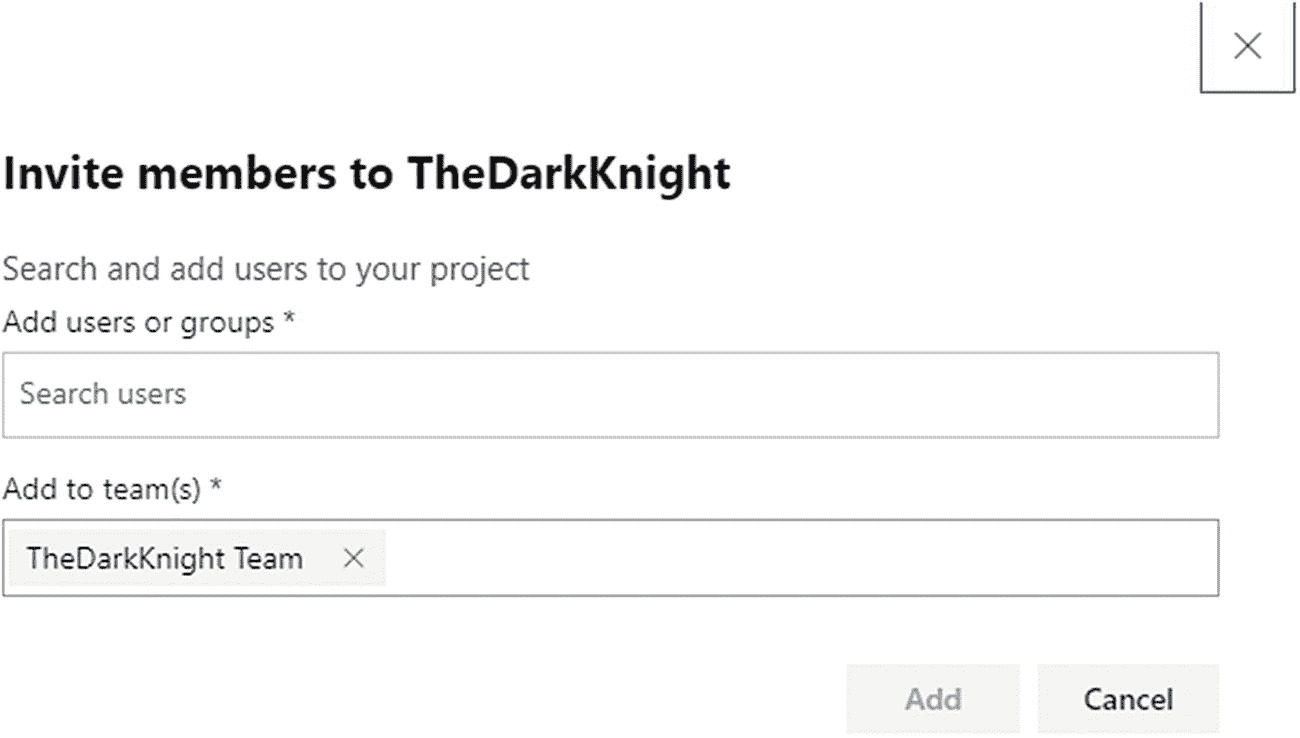 Invite members to TheDarkKnight
Search and add users to your project
Add users or groups *
Search users
Add to team(s) *
TheDarkKnight Team
Add Cancel